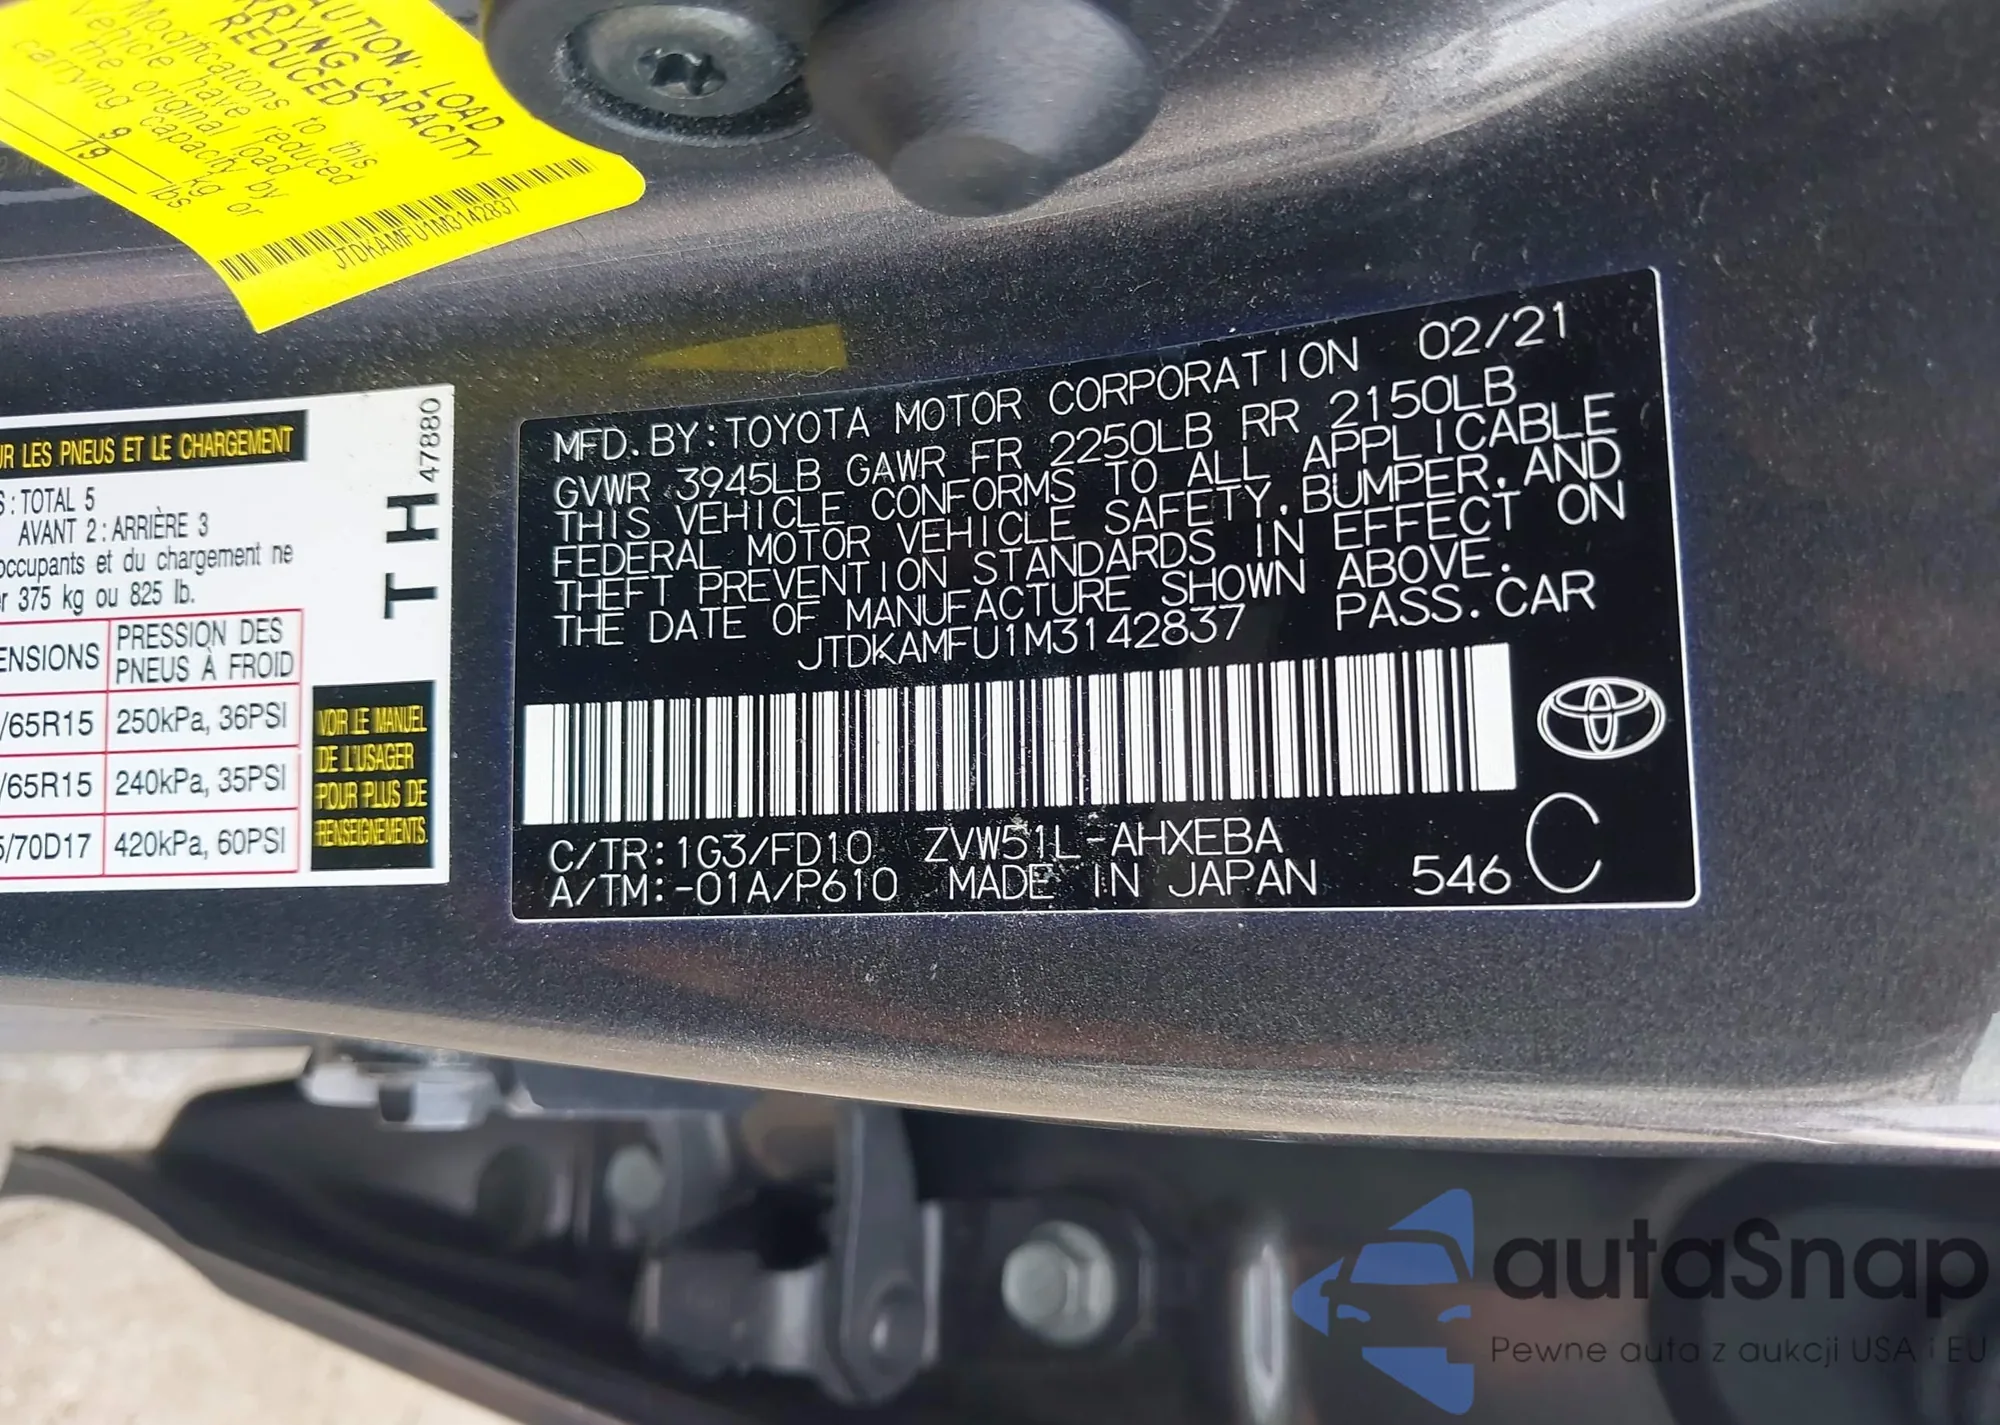 CAUTION: LOAD
CARRYING CAPACITY
REDUCED
Modifications to this
vehicle have reduced
the original load
carrying capacity by
9 kg or
19 lbs.
JTDKAMFU1M3142837
UR LES PNEUS ET LE CHARGEMENT
S : TOTAL 5
AVANT 2 : ARRIÈRE 3
occupants et du chargement ne
r 375 kg ou 825 lb.
ENSIONS PRESSION DES
PNEUS À FROID
/65R15 250kPa, 36PSI
/65R15 240kPa, 35PSI
/70D17 420kPa, 60PSI
TH 47880
VOIR LE MANUEL
DE L'USAGER
POUR PLUS DE
RENSEIGNEMENTS.
MFD. BY: TOYOTA MOTOR CORPORATION 02/21
GVWR 3945LB GAWR FR 2250LB RR 2150LB
THIS VEHICLE CONFORMS TO ALL APPLICABLE
FEDERAL MOTOR VEHICLE SAFETY, BUMPER, AND
THEFT PREVENTION STANDARDS IN EFFECT ON
THE DATE OF MANUFACTURE SHOWN ABOVE.
JTDKAMFU1M3142837 PASS. CAR
C/TR: 1G3/FD10 ZVW51L-AHXEBA
A/TM: -01A/P610 MADE IN JAPAN 546 C
autaSnap
Pewne auta z aukcji USA i EU